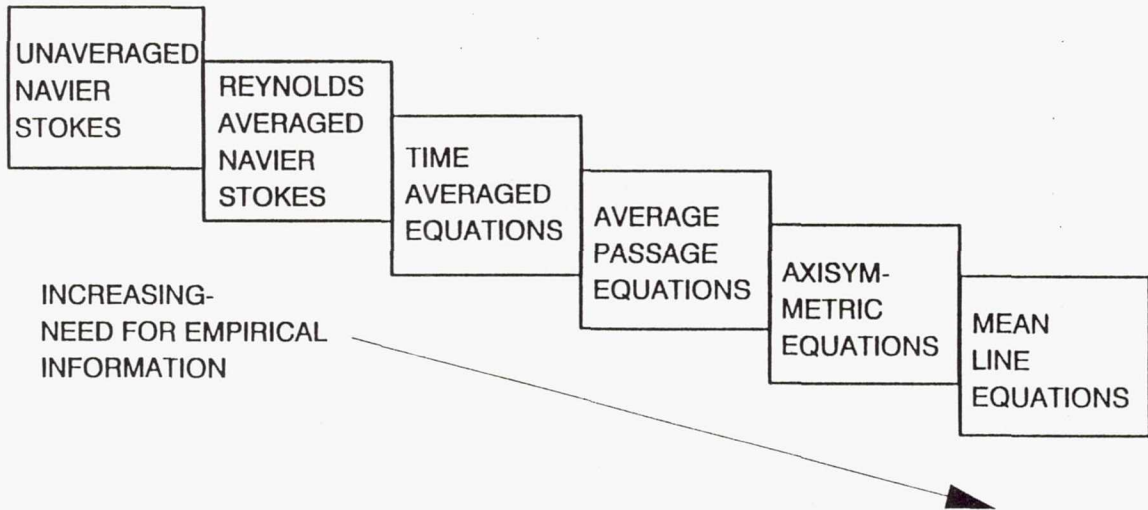 UNAVERAGED
NAVIER
STOKES
REYNOLDS
AVERAGED
NAVIER
STOKES
TIME
AVERAGED
EQUATIONS
AVERAGE
PASSAGE
EQUATIONS
AXISYM-
METRIC
EQUATIONS
MEAN
LINE
EQUATIONS
INCREASING-
NEED FOR EMPIRICAL
INFORMATION